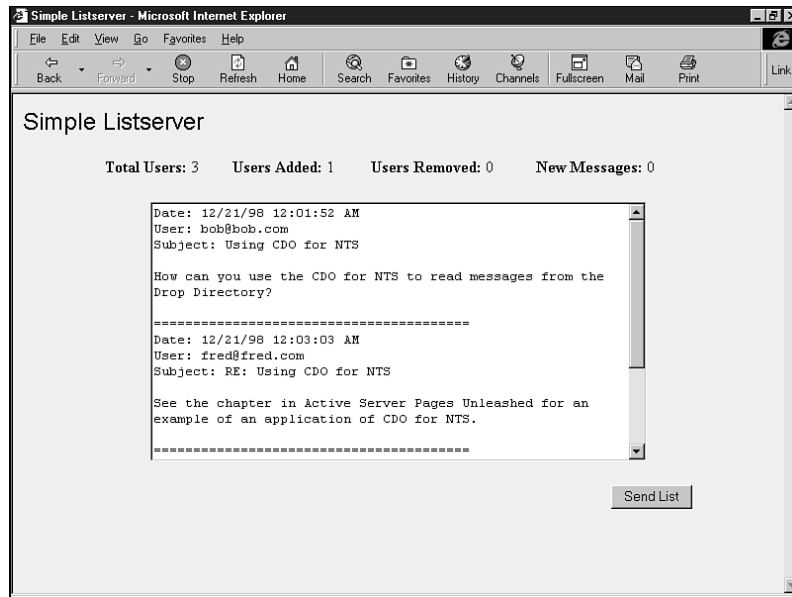 Simple Listserver - Microsoft Internet Explorer
File Edit View Go Favorites Help
Back Forward Stop Refresh Home Search Favorites History Channels Fullscreen Mail Print Link
Simple Listserver
Total Users: 3 Users Added: 1 Users Removed: 0 New Messages: 0
Date: 12/21/98 12:01:52 AM
User: bob@bob.com
Subject: Using CDO for NTS
How can you use the CDO for NTS to read messages from the
Drop Directory?
========================================
Date: 12/21/98 12:03:03 AM
User: fred@fred.com
Subject: RE: Using CDO for NTS
See the chapter in Active Server Pages Unleashed for an
example of an application of CDO for NTS.
========================================
Send List